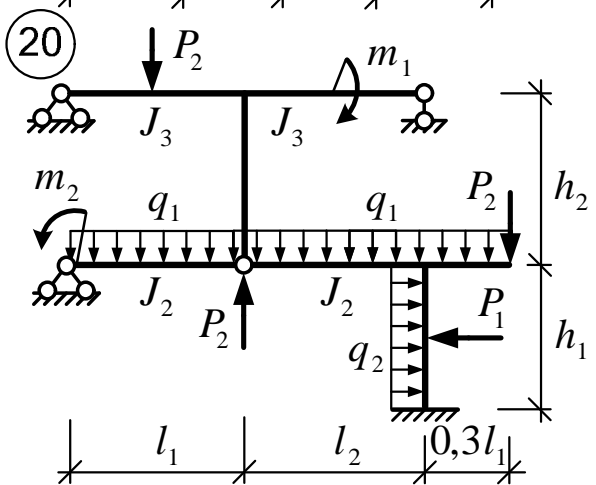 20
P₂
m₁
J₃ J₃
h₂
m₂
q₁ q₁
P₂
J₂ J₂
P₂
P₁
q₂
h₁
l₁ l₂ 0,3l₁